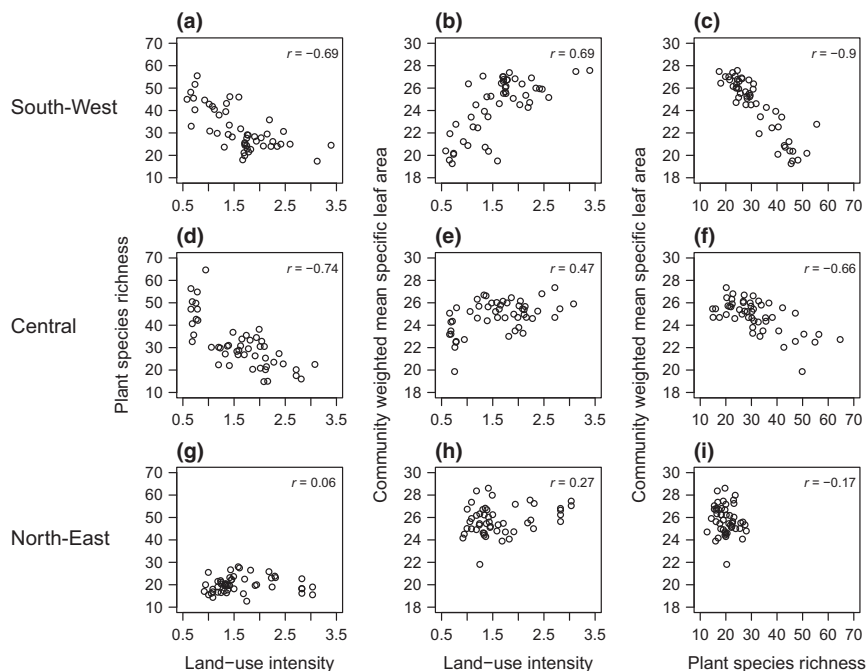 (a)
(b)
(c)
South-West
Central
North-East
Plant species richness
Community weighted mean specific leaf area
Community weighted mean specific leaf area
70
60
50
40
30
20
10
r = −0.69
0.5 1.5 2.5 3.5
30
28
26
24
22
20
18
r = 0.69
0.5 1.5 2.5 3.5
30
28
26
24
22
20
18
r = −0.9
10 20 30 40 50 60 70
(d)
(e)
(f)
70
60
50
40
30
20
10
r = −0.74
0.5 1.5 2.5 3.5
30
28
26
24
22
20
18
r = 0.47
0.5 1.5 2.5 3.5
30
28
26
24
22
20
18
r = −0.66
10 20 30 40 50 60 70
(g)
(h)
(i)
70
60
50
40
30
20
10
r = 0.06
0.5 1.5 2.5 3.5
30
28
26
24
22
20
18
r = 0.27
0.5 1.5 2.5 3.5
30
28
26
24
22
20
18
r = −0.17
10 20 30 40 50 60 70
Land−use intensity
Land−use intensity
Plant species richness